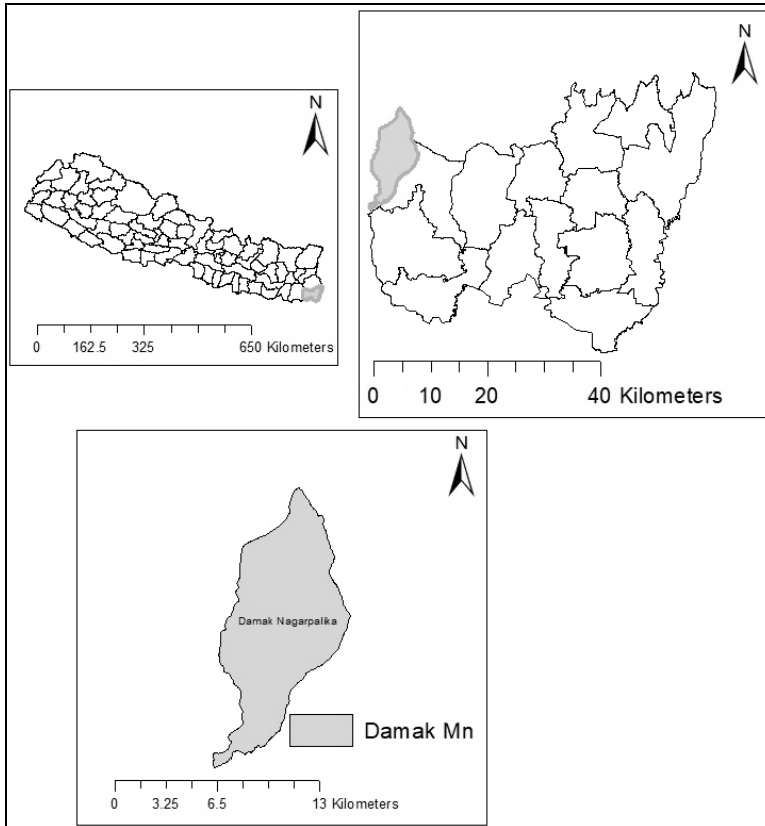 N
0 162.5 325 650 Kilometers
N
0 10 20 40 Kilometers
N
Damak Nagarpalika
Damak Mn
0 3.25 6.5 13 Kilometers